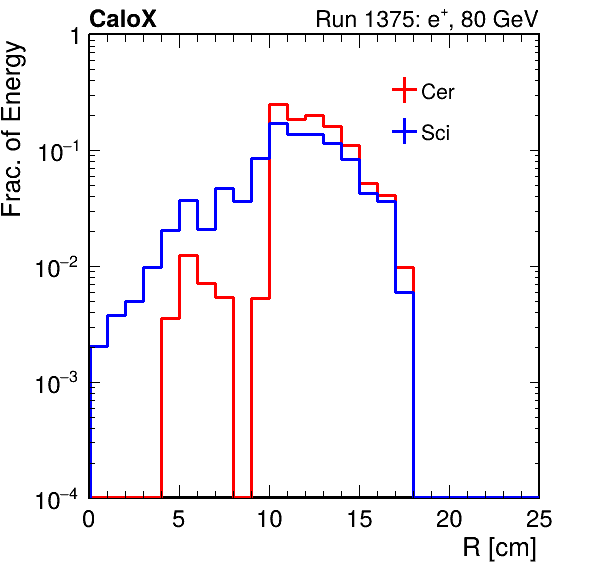 CaloX Run 1375: e⁺, 80 GeV
Frac. of Energy
1
10⁻¹
10⁻²
10⁻³
10⁻⁴
Cer
Sci
0 5 10 15 20 25
R [cm]